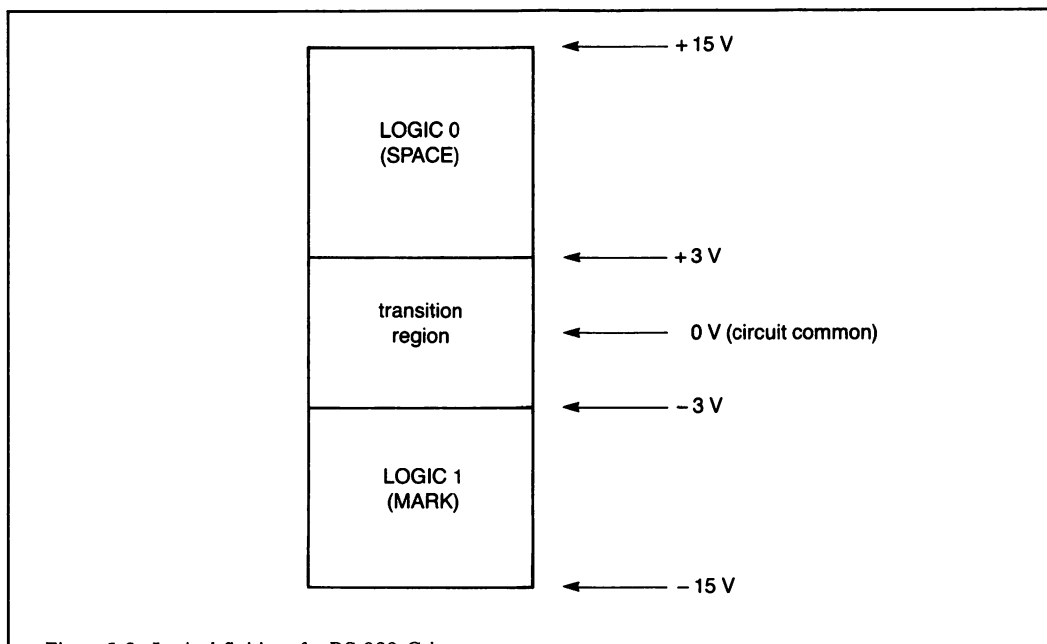 + 15 V
LOGIC 0
(SPACE)
+ 3 V
transition
region
0 V (circuit common)
– 3 V
LOGIC 1
(MARK)
– 15 V